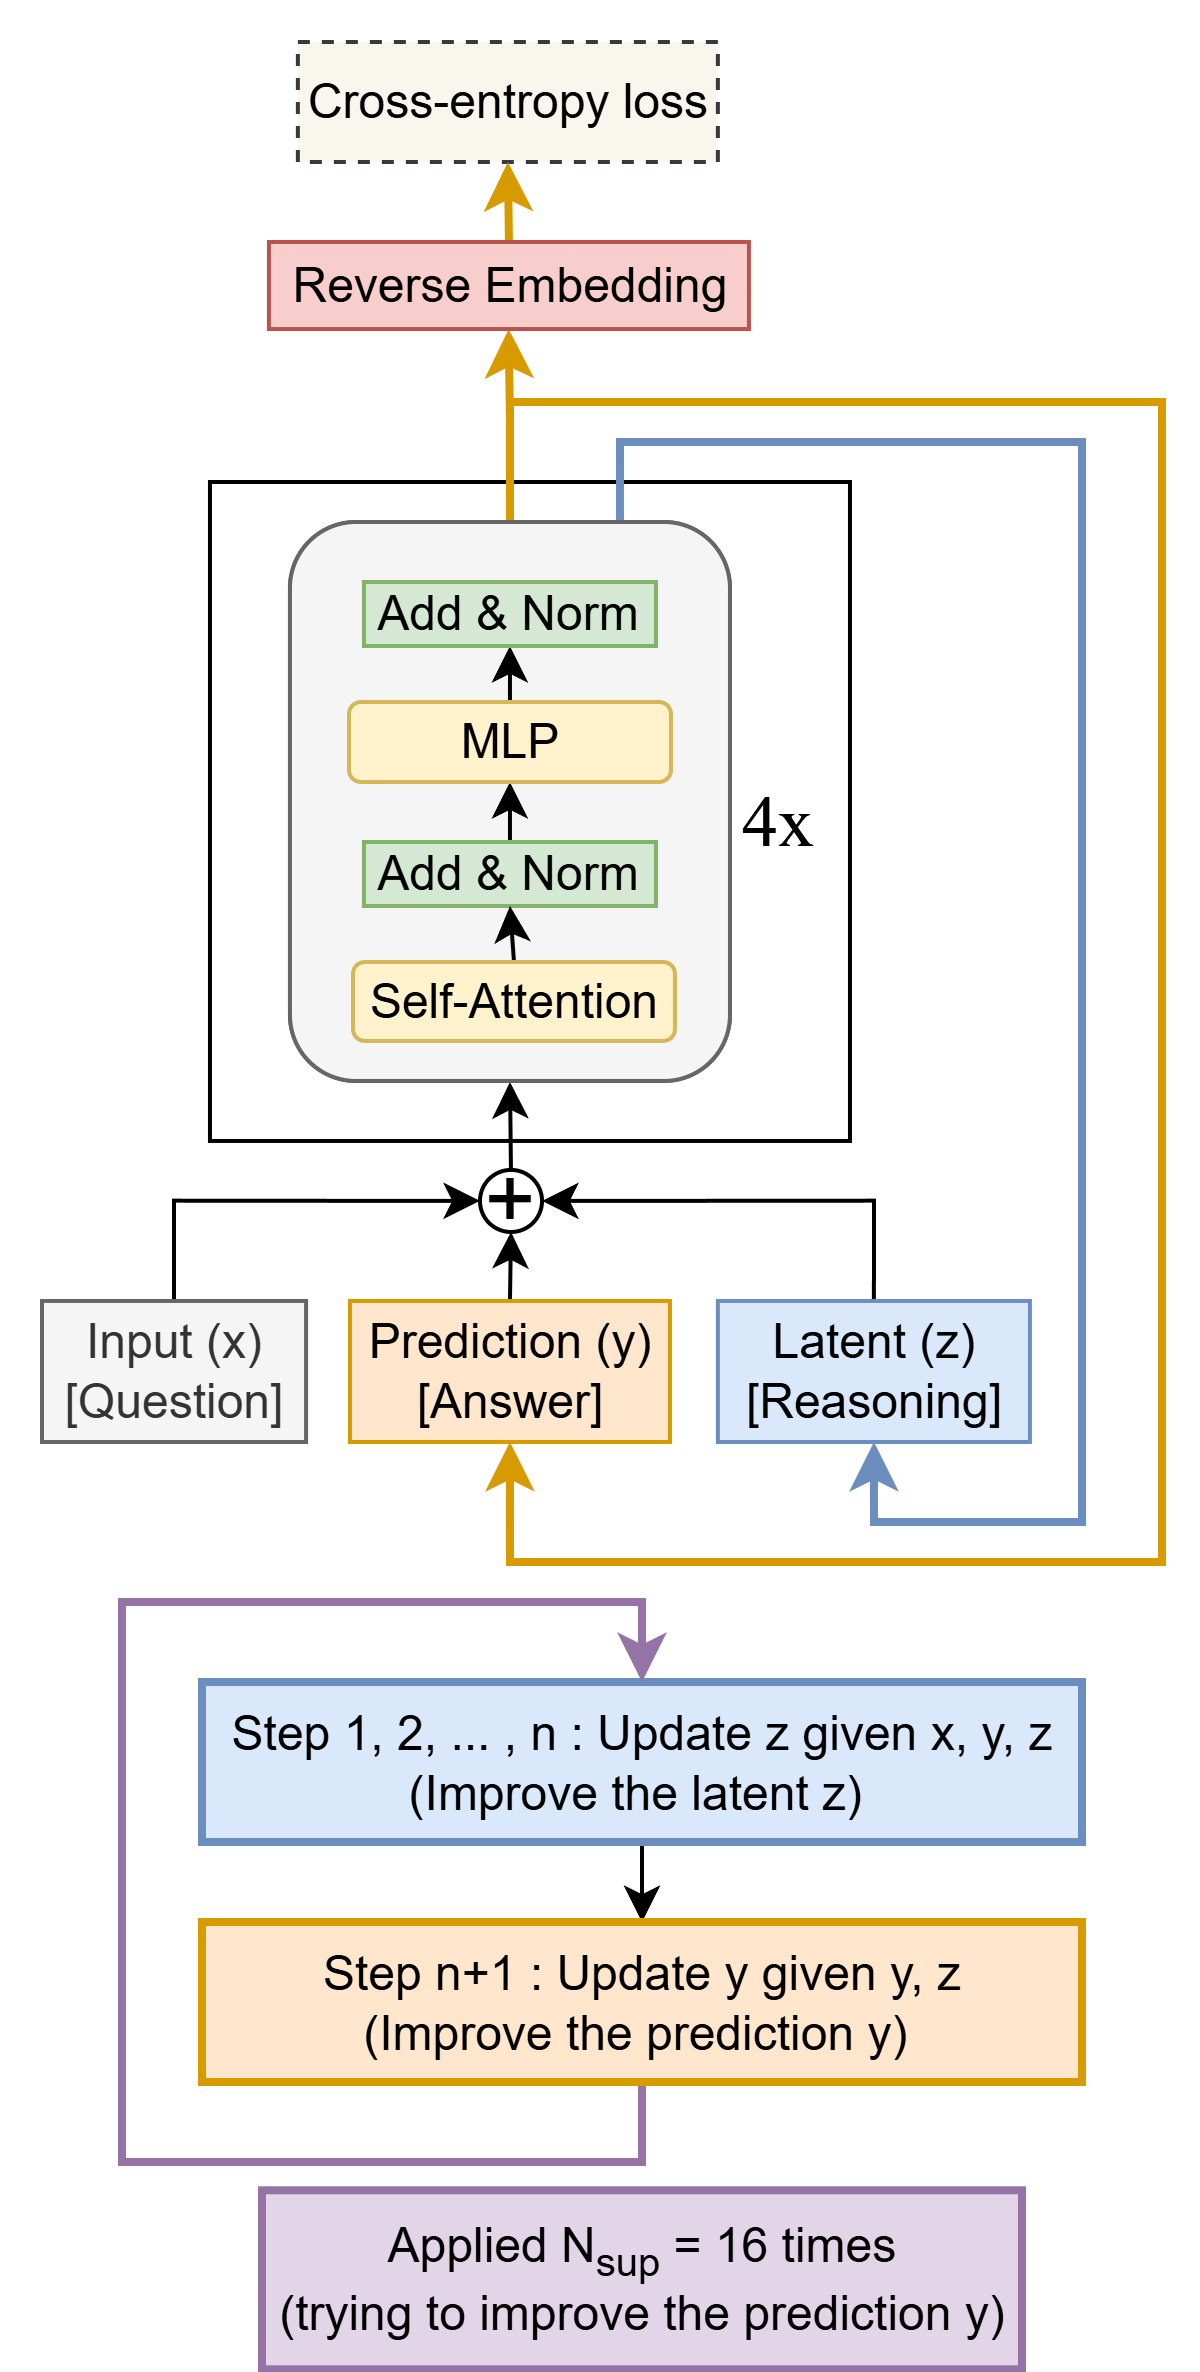 Cross-entropy loss
Reverse Embedding
Add & Norm
MLP
Add & Norm
Self-Attention
4x
+
Input (x)
[Question]
Prediction (y)
[Answer]
Latent (z)
[Reasoning]
Step 1, 2, ... , n : Update z given x, y, z
(Improve the latent z)
Step n+1 : Update y given y, z
(Improve the prediction y)
Applied Nsup = 16 times
(trying to improve the prediction y)